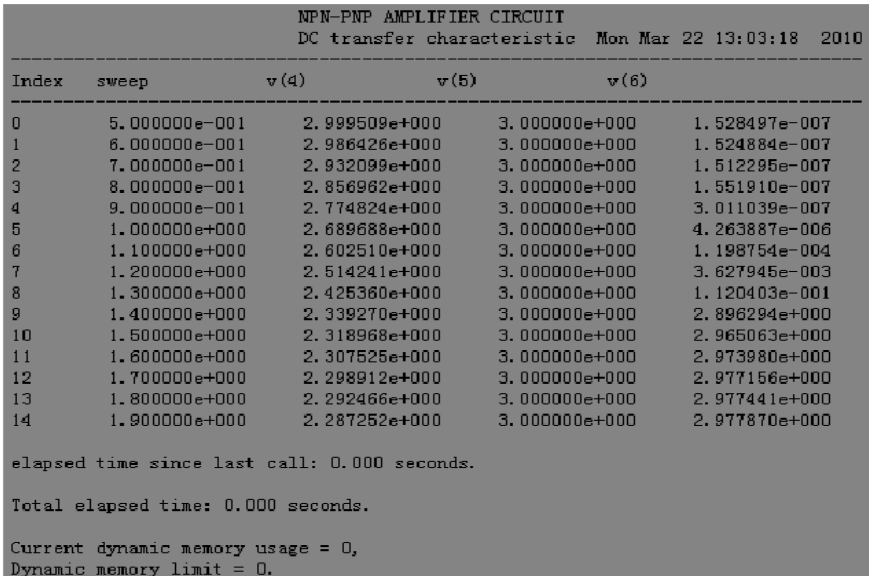 NPN-PNP AMPLIFIER CIRCUIT
DC transfer characteristic Mon Mar 22 13:03:18 2010
Index sweep v(4) v(5) v(6)
0 5.000000e-001 2.999509e+000 3.000000e+000 1.528497e-007
1 6.000000e-001 2.986426e+000 3.000000e+000 1.524884e-007
2 7.000000e-001 2.932099e+000 3.000000e+000 1.512295e-007
3 8.000000e-001 2.856962e+000 3.000000e+000 1.551910e-007
4 9.000000e-001 2.774824e+000 3.000000e+000 3.011039e-007
5 1.000000e+000 2.689688e+000 3.000000e+000 4.263887e-006
6 1.100000e+000 2.602510e+000 3.000000e+000 1.198754e-004
7 1.200000e+000 2.514241e+000 3.000000e+000 3.627945e-003
8 1.300000e+000 2.425360e+000 3.000000e+000 1.120403e-001
9 1.400000e+000 2.339270e+000 3.000000e+000 2.896294e+000
10 1.500000e+000 2.318968e+000 3.000000e+000 2.965063e+000
11 1.600000e+000 2.307525e+000 3.000000e+000 2.973980e+000
12 1.700000e+000 2.298912e+000 3.000000e+000 2.977156e+000
13 1.800000e+000 2.292466e+000 3.000000e+000 2.977441e+000
14 1.900000e+000 2.287252e+000 3.000000e+000 2.977870e+000
elapsed time since last call: 0.000 seconds.
Total elapsed time: 0.000 seconds.
Current dynamic memory usage = 0,
Dynamic memory limit = 0.